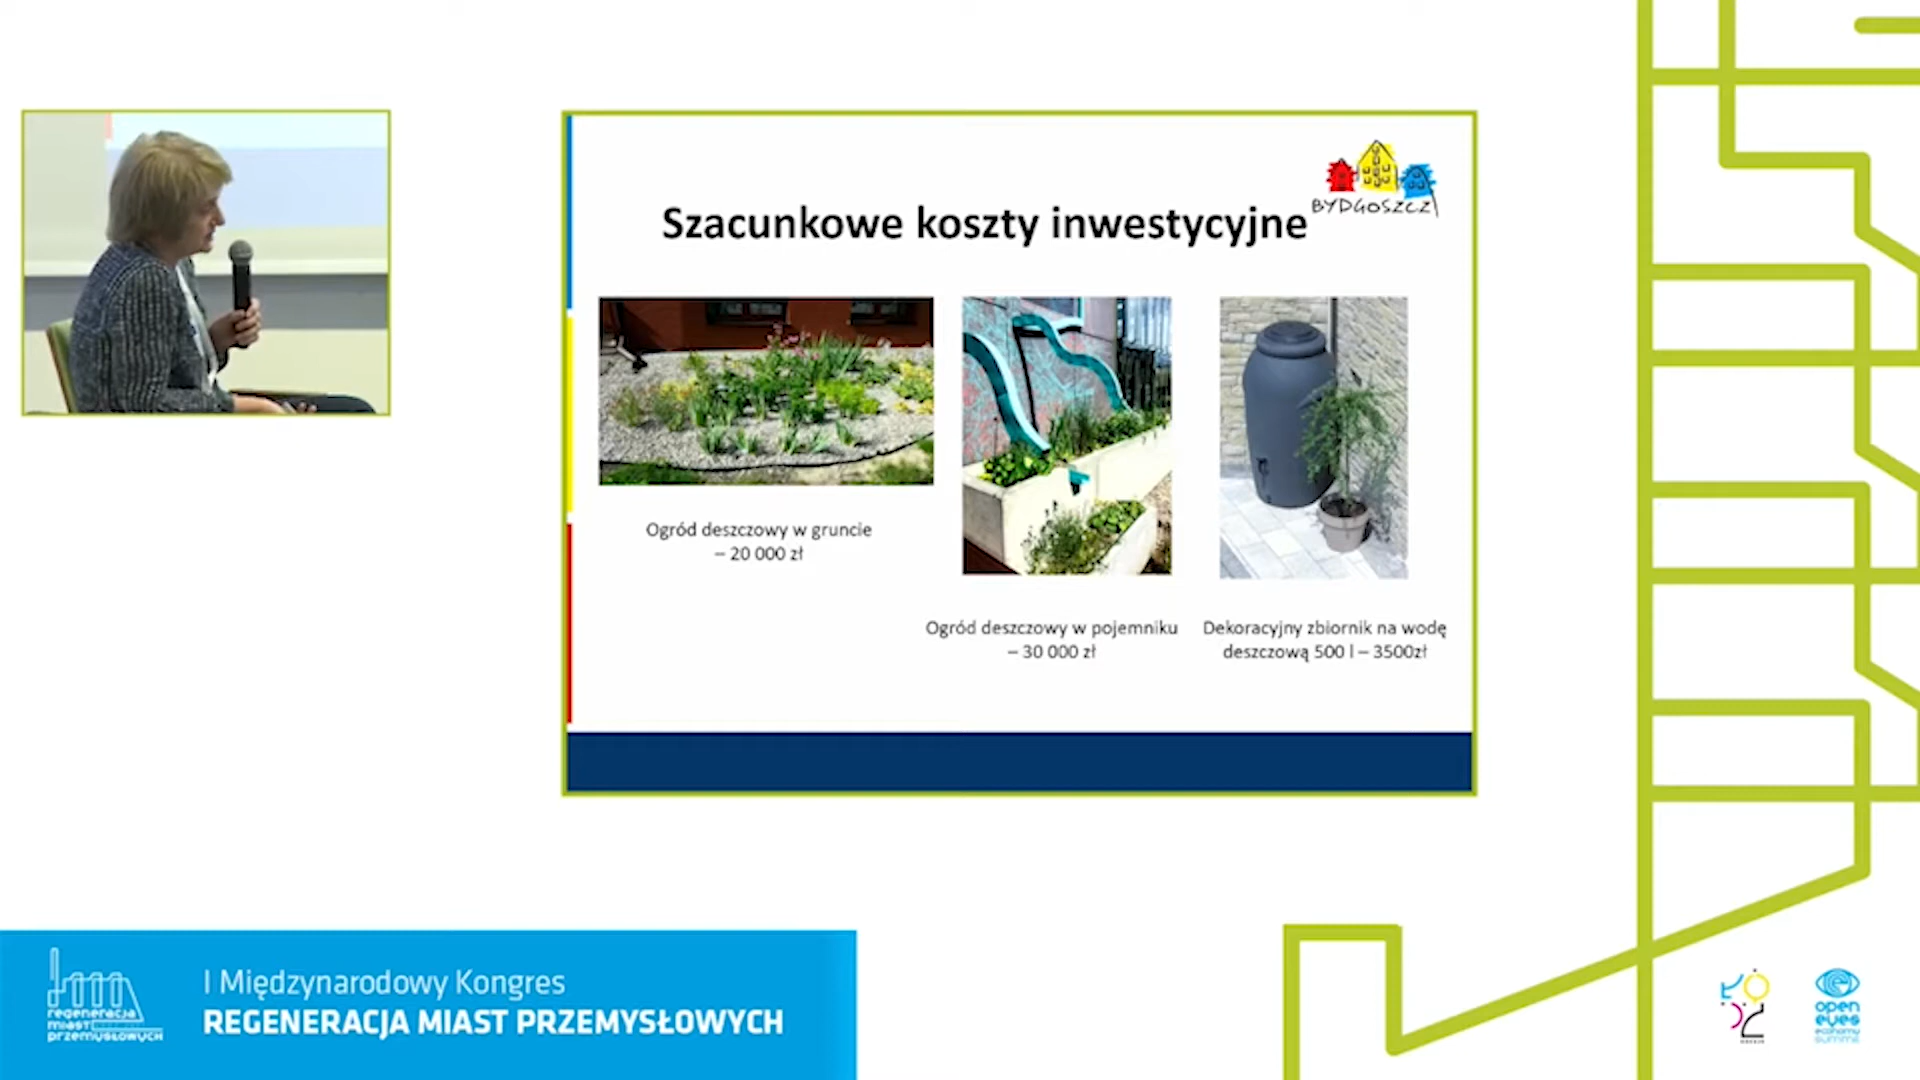 BYDGOSZCZ
Szacunkowe koszty inwestycyjne
Ogród deszczowy w gruncie
– 20 000 zł
Ogród deszczowy w pojemniku
– 30 000 zł
Dekoracyjny zbiornik na wodę
deszczową 500 l – 3500zł
regeneracja
miast
przemysłowych
I Międzynarodowy Kongres
REGENERACJA MIAST PRZEMYSŁOWYCH
open
eyes
economy
summit